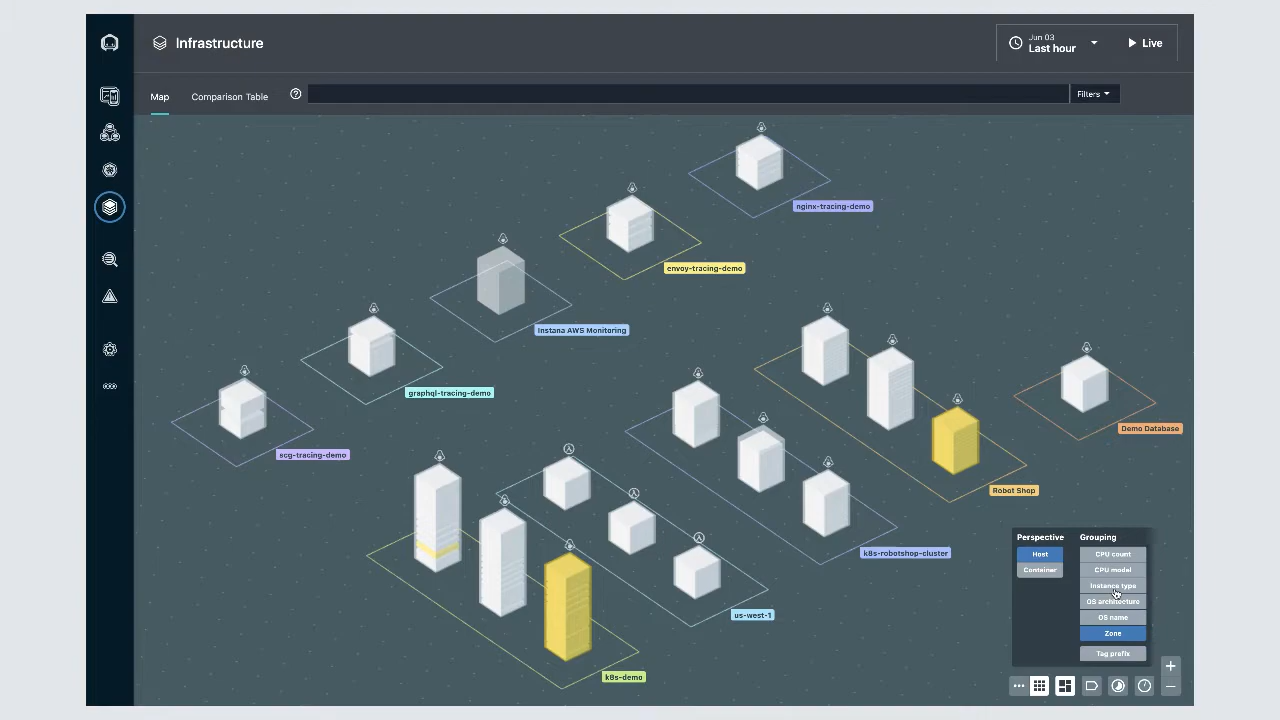 Infrastructure
Jun 03
Last hour
Live
Map
Comparison Table
Filters
nginx-tracing-demo
envoy-tracing-demo
Instana AWS Monitoring
graphql-tracing-demo
Demo Database
scg-tracing-demo
Robot Shop
k8s-robotshop-cluster
us-west-1
k8s-demo
Perspective
Grouping
Host
CPU count
Container
CPU model
Instance type
OS architecture
OS name
Zone
Tag prefix